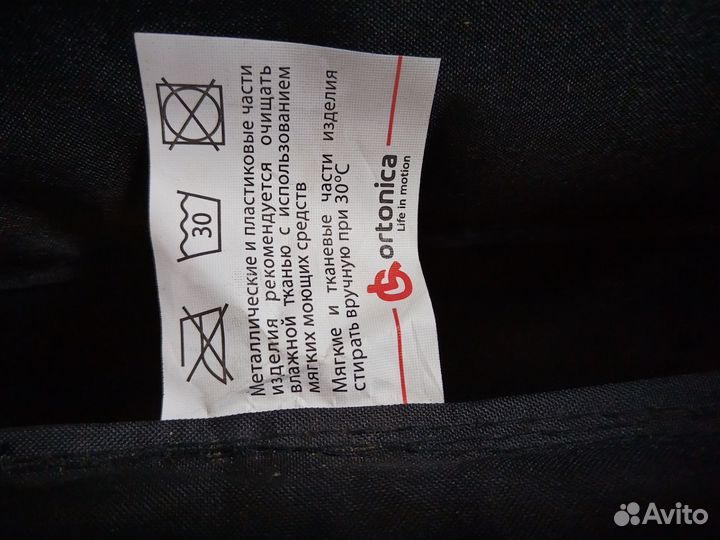 30
Металлические и пластиковые части
изделия рекомендуется очищать
влажной тканью с использованием
мягких моющих средств
Мягкие и тканевые части изделия
стирать вручную при 30°C
ortonica
Life in motion
Avito